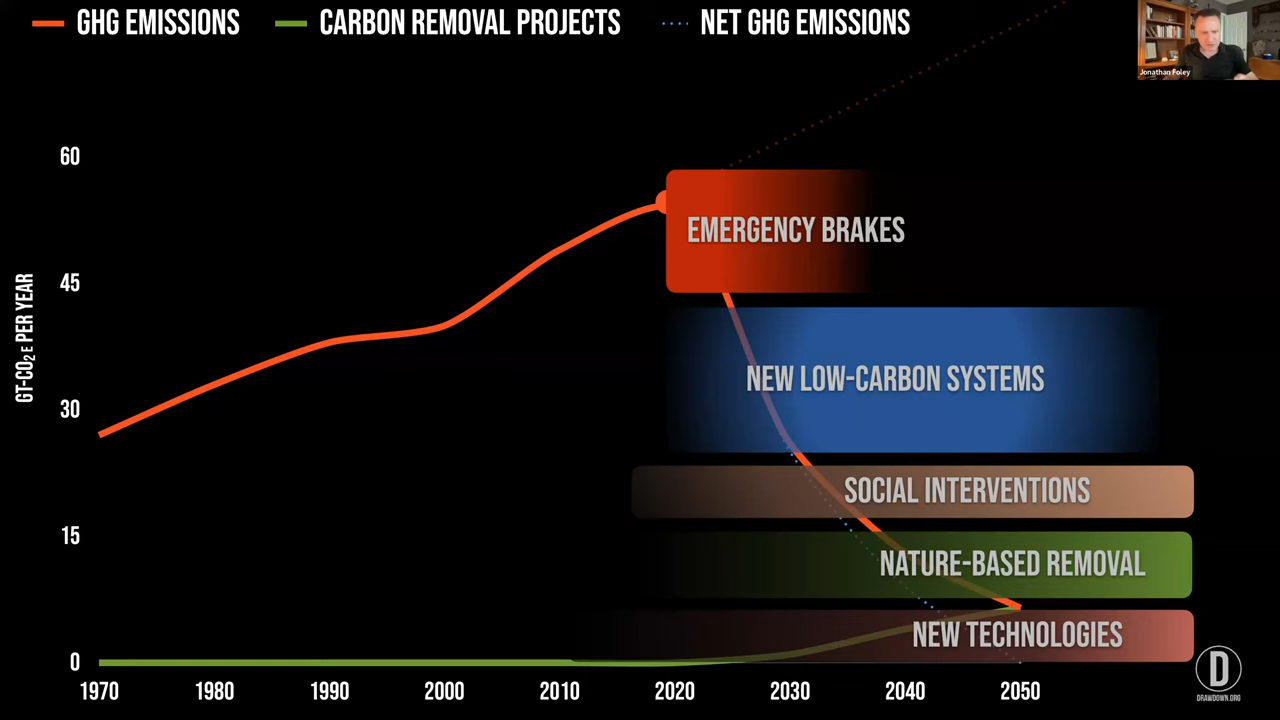 GHG EMISSIONS
CARBON REMOVAL PROJECTS
NET GHG EMISSIONS
Jonathan Foley
60
45
30
15
0
GT-CO2E PER YEAR
EMERGENCY BRAKES
NEW LOW-CARBON SYSTEMS
SOCIAL INTERVENTIONS
NATURE-BASED REMOVAL
NEW TECHNOLOGIES
1970 1980 1990 2000 2010 2020 2030 2040 2050
D
DRAWDOWN.ORG